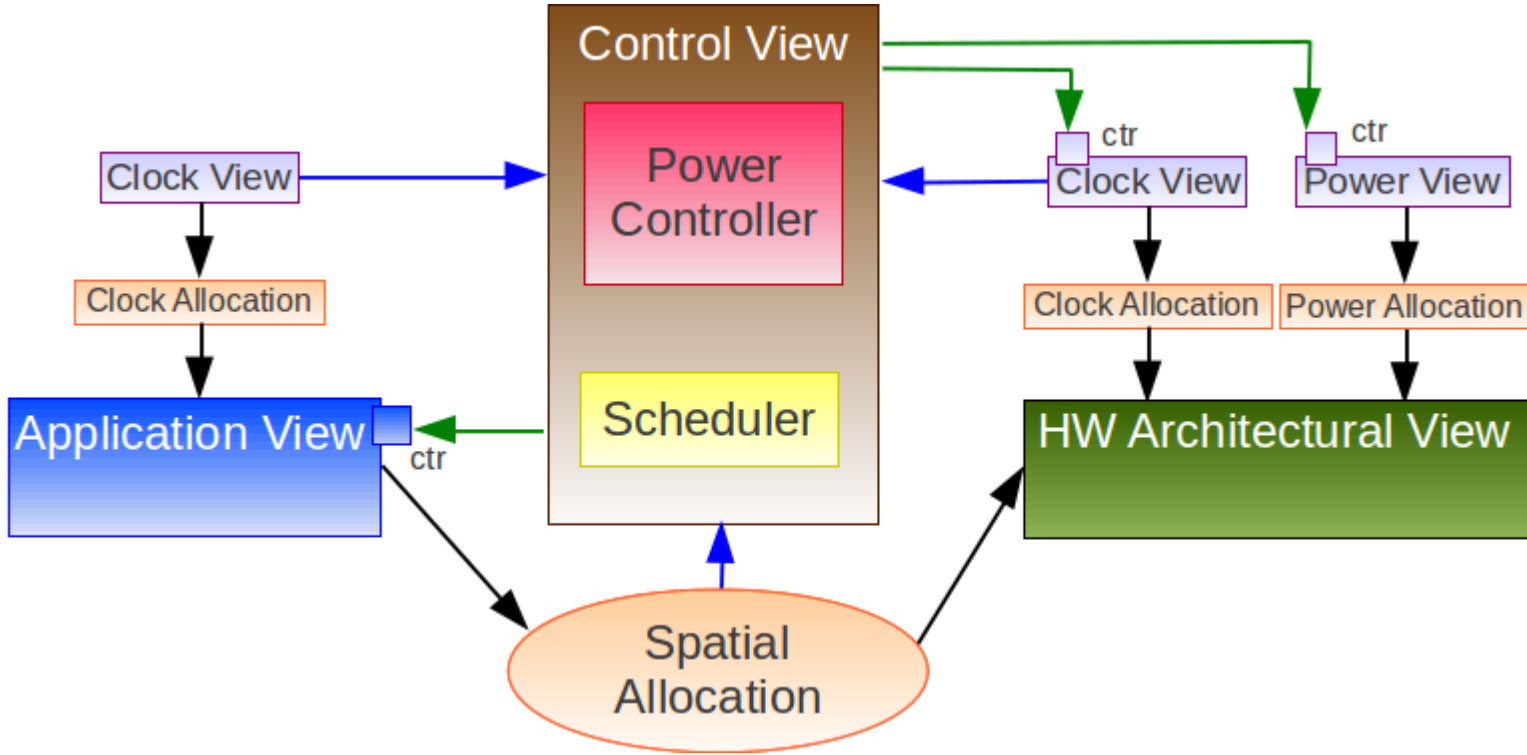 Control View
Power
Controller
Scheduler
Clock View
Clock Allocation
Application View
ctr
ctr
Clock View
ctr
Power View
Clock Allocation
Power Allocation
HW Architectural View
Spatial
Allocation